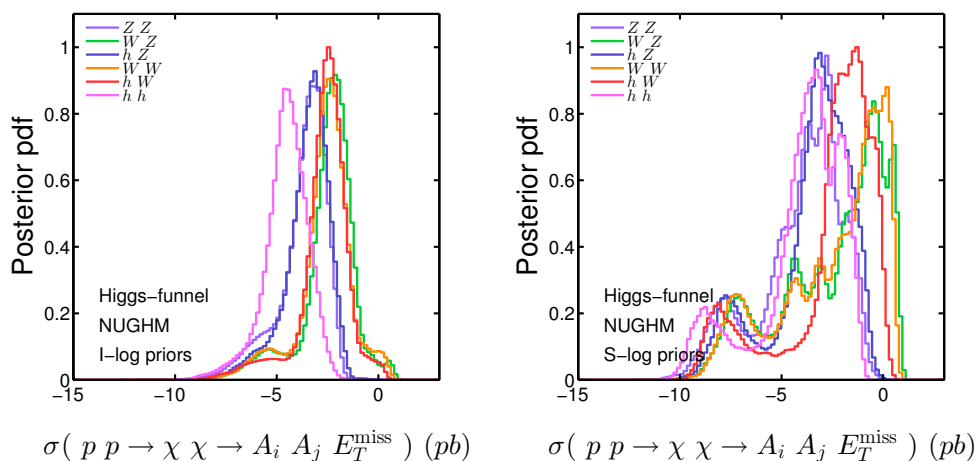 Posterior pdf
1
0.8
0.6
0.4
0.2
0
Z Z
W Z
h Z
W W
h W
h h
Higgs−funnel
NUGHM
I−log priors
−15 −10 −5 0
σ( p p → χ χ → A_i A_j E_T^miss ) (pb)
Posterior pdf
1
0.8
0.6
0.4
0.2
0
Z Z
W Z
h Z
W W
h W
h h
Higgs−funnel
NUGHM
S−log priors
−15 −10 −5 0
σ( p p → χ χ → A_i A_j E_T^miss ) (pb)